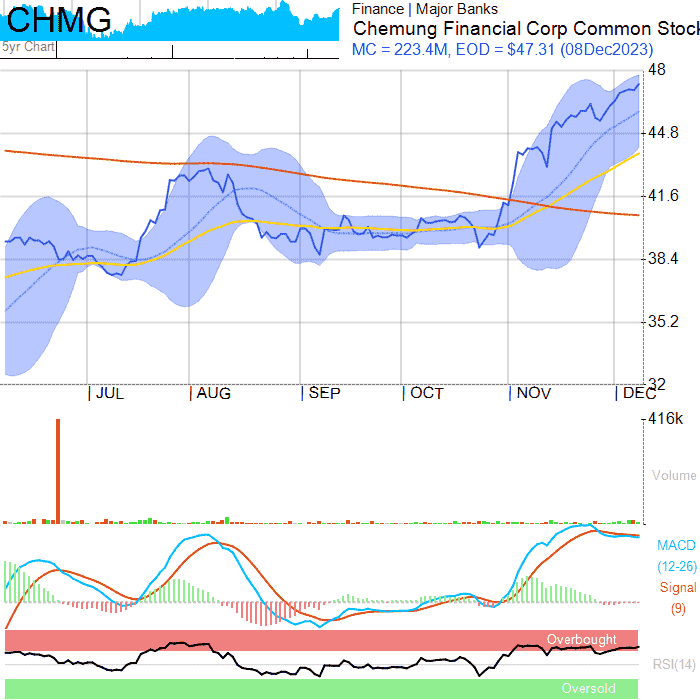 CHMG
5yr Chart
Finance | Major Banks
Chemung Financial Corp Common Stock
MC = 223.4M, EOD = $47.31 (08Dec2023)
48
44.8
41.6
38.4
35.2
32
JUL AUG SEP OCT NOV DEC
416k
Volume
MACD
(12-26)
Signal
(9)
Overbought
RSI(14)
Oversold